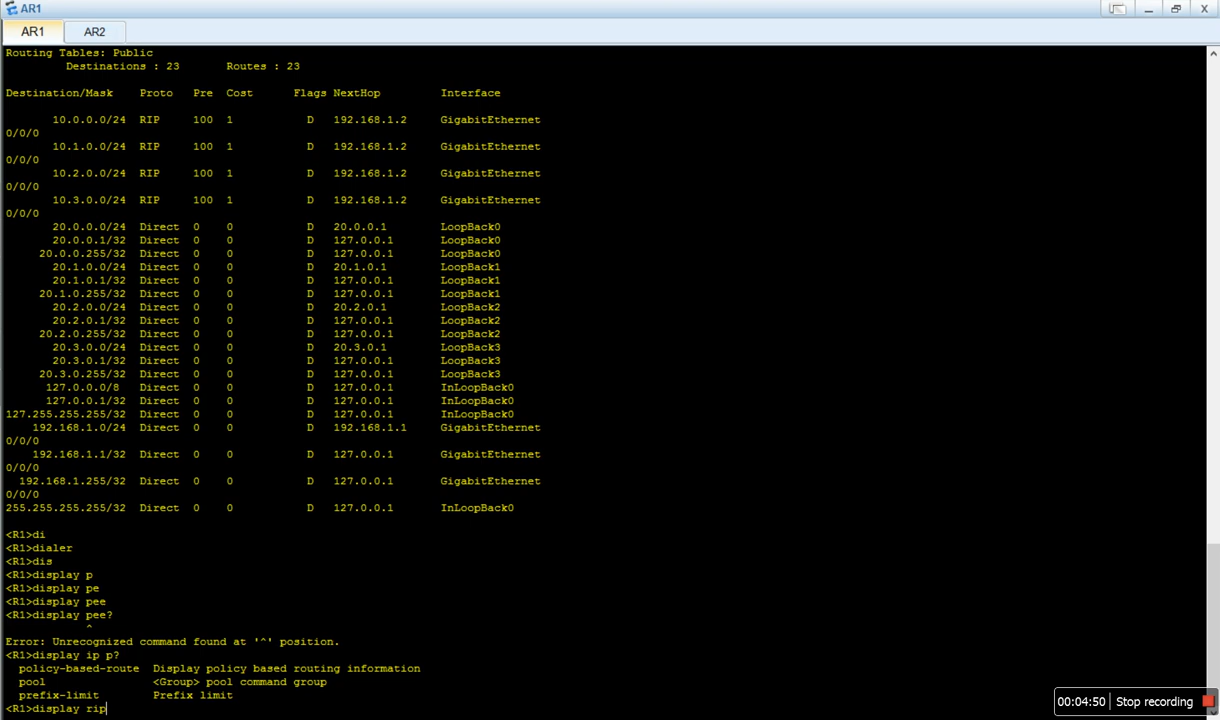 AR1
AR1 AR2
Routing Tables: Public
Destinations : 23 Routes : 23
Destination/Mask Proto Pre Cost Flags NextHop Interface
10.0.0.0/24 RIP 100 1 D 192.168.1.2 GigabitEthernet
0/0/0
10.1.0.0/24 RIP 100 1 D 192.168.1.2 GigabitEthernet
0/0/0
10.2.0.0/24 RIP 100 1 D 192.168.1.2 GigabitEthernet
0/0/0
10.3.0.0/24 RIP 100 1 D 192.168.1.2 GigabitEthernet
0/0/0
20.0.0.0/24 Direct 0 0 D 20.0.0.1 LoopBack0
20.0.0.1/32 Direct 0 0 D 127.0.0.1 LoopBack0
20.0.0.255/32 Direct 0 0 D 127.0.0.1 LoopBack0
20.1.0.0/24 Direct 0 0 D 20.1.0.1 LoopBack1
20.1.0.1/32 Direct 0 0 D 127.0.0.1 LoopBack1
20.1.0.255/32 Direct 0 0 D 127.0.0.1 LoopBack1
20.2.0.0/24 Direct 0 0 D 20.2.0.1 LoopBack2
20.2.0.1/32 Direct 0 0 D 127.0.0.1 LoopBack2
20.2.0.255/32 Direct 0 0 D 127.0.0.1 LoopBack2
20.3.0.0/24 Direct 0 0 D 20.3.0.1 LoopBack3
20.3.0.1/32 Direct 0 0 D 127.0.0.1 LoopBack3
20.3.0.255/32 Direct 0 0 D 127.0.0.1 LoopBack3
127.0.0.0/8 Direct 0 0 D 127.0.0.1 InLoopBack0
127.0.0.1/32 Direct 0 0 D 127.0.0.1 InLoopBack0
127.255.255.255/32 Direct 0 0 D 127.0.0.1 InLoopBack0
192.168.1.0/24 Direct 0 0 D 192.168.1.1 GigabitEthernet
0/0/0
192.168.1.1/32 Direct 0 0 D 127.0.0.1 GigabitEthernet
0/0/0
192.168.1.255/32 Direct 0 0 D 127.0.0.1 GigabitEthernet
0/0/0
255.255.255.255/32 Direct 0 0 D 127.0.0.1 InLoopBack0
<R1>di
<R1>dialer
<R1>dis
<R1>display p
<R1>display pe
<R1>display pee
<R1>display pee?
^
Error: Unrecognized command found at '^' position.
<R1>display ip p?
policy-based-route Display policy based routing information
pool <Group> pool command group
prefix-limit Prefix limit
<R1>display rip
00:04:50 Stop recording